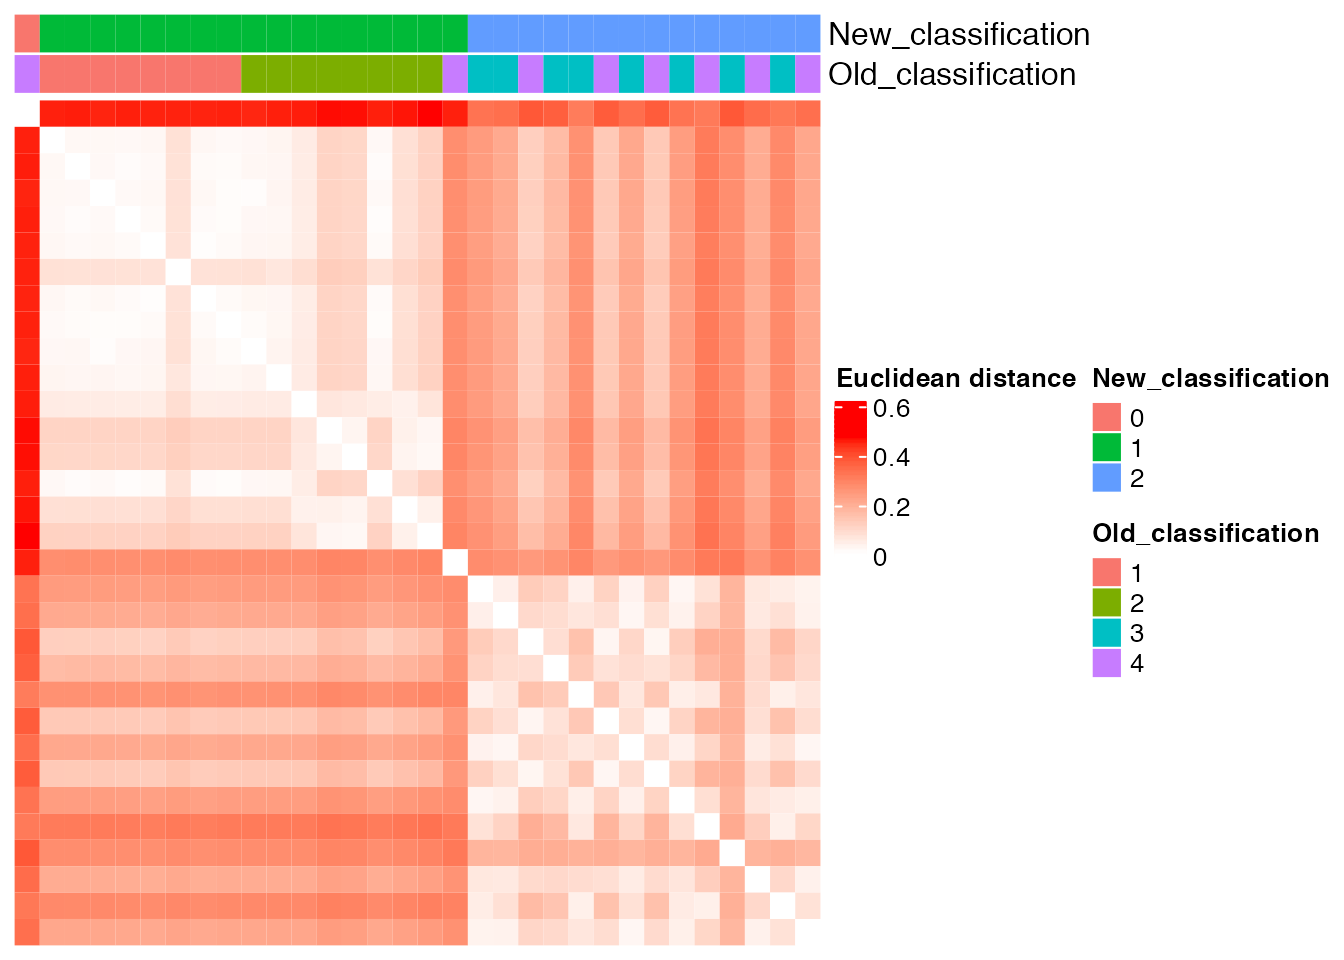 New_classification
Old_classification
Euclidean distance
0.6
0.4
0.2
0
New_classification
0
1
2
Old_classification
1
2
3
4